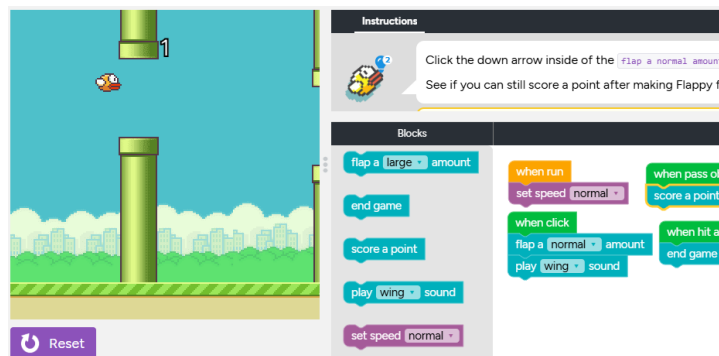 1
Reset
Instructions
2
Click the down arrow inside of the flap a normal amoun
See if you can still score a point after making Flappy f
Blocks
flap a large amount
end game
score a point
play wing sound
set speed normal
when run
set speed normal
when click
flap a normal amount
play wing sound
when pass ob
score a point
when hit a
end game